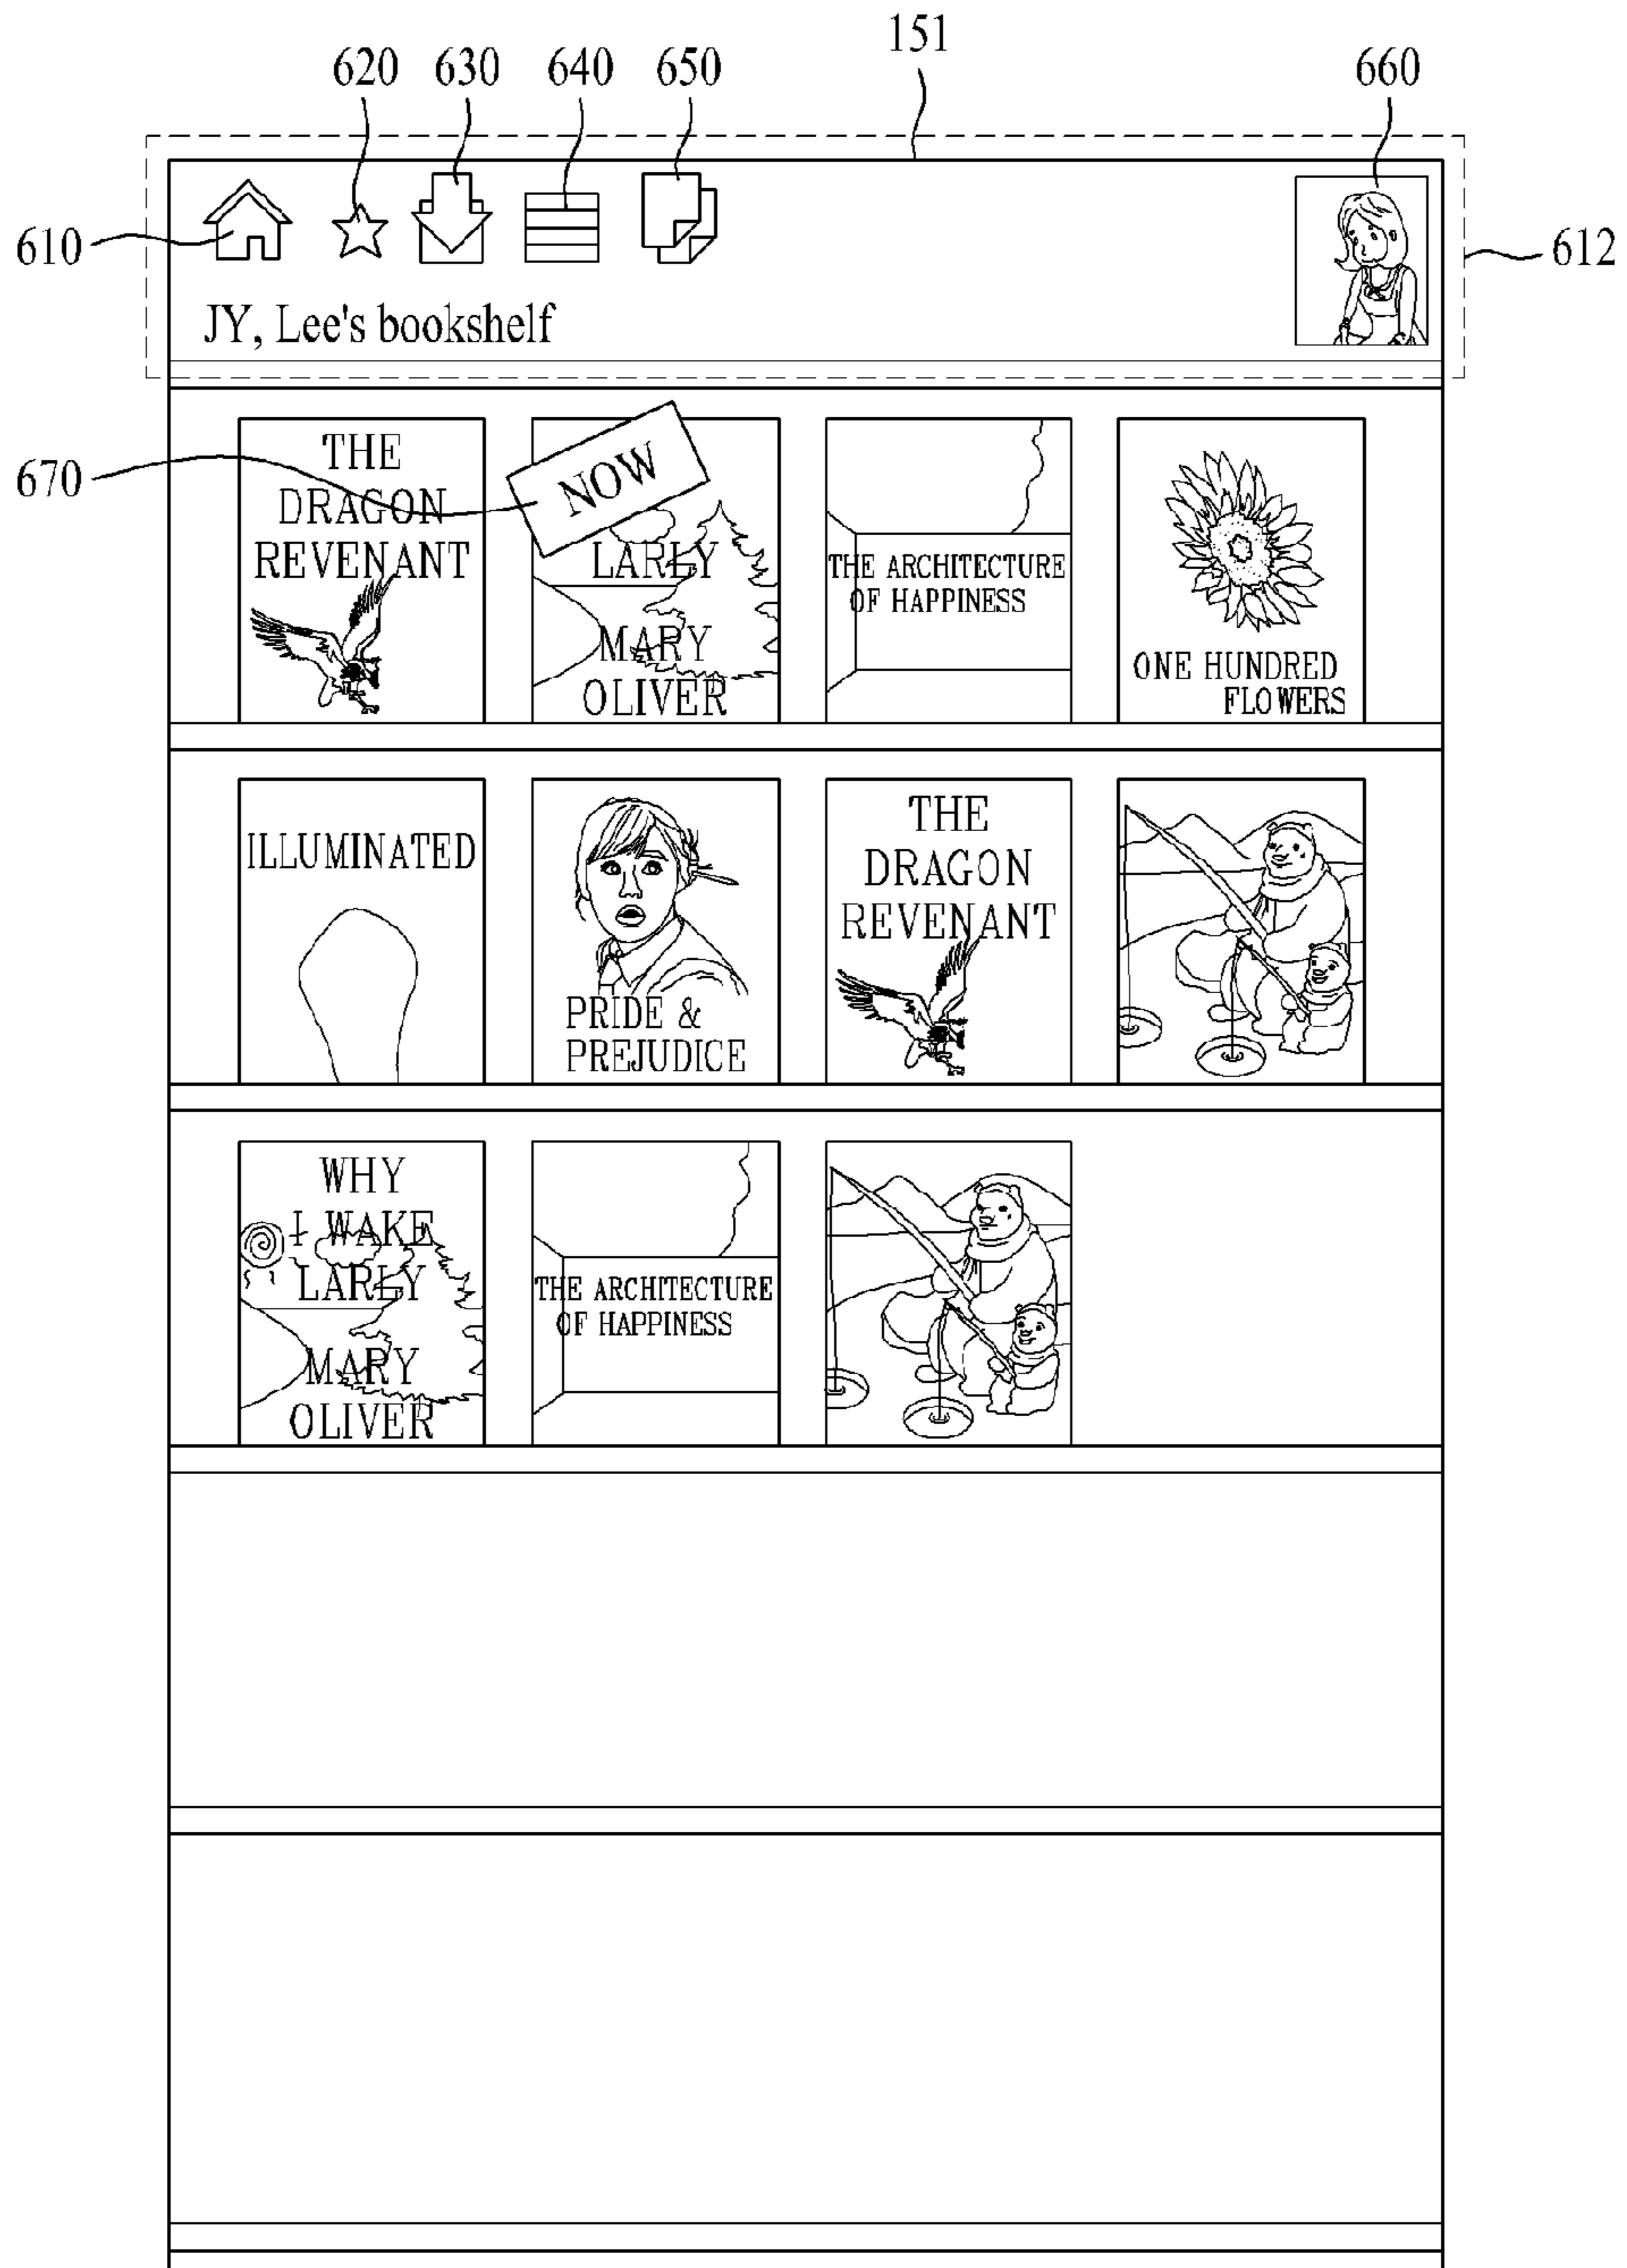 151
620 630 640 650 660
610
612
JY, Lee's bookshelf
670
THE
DRAGON
REVENANT
NOW
LARLY
MARY
OLIVER
THE ARCHITECTURE
OF HAPPINESS
ONE HUNDRED
FLOWERS
ILLUMINATED
PRIDE &
PREJUDICE
THE
DRAGON
REVENANT
WHY
I WAKE
LARLY
MARY
OLIVER
THE ARCHITECTURE
OF HAPPINESS